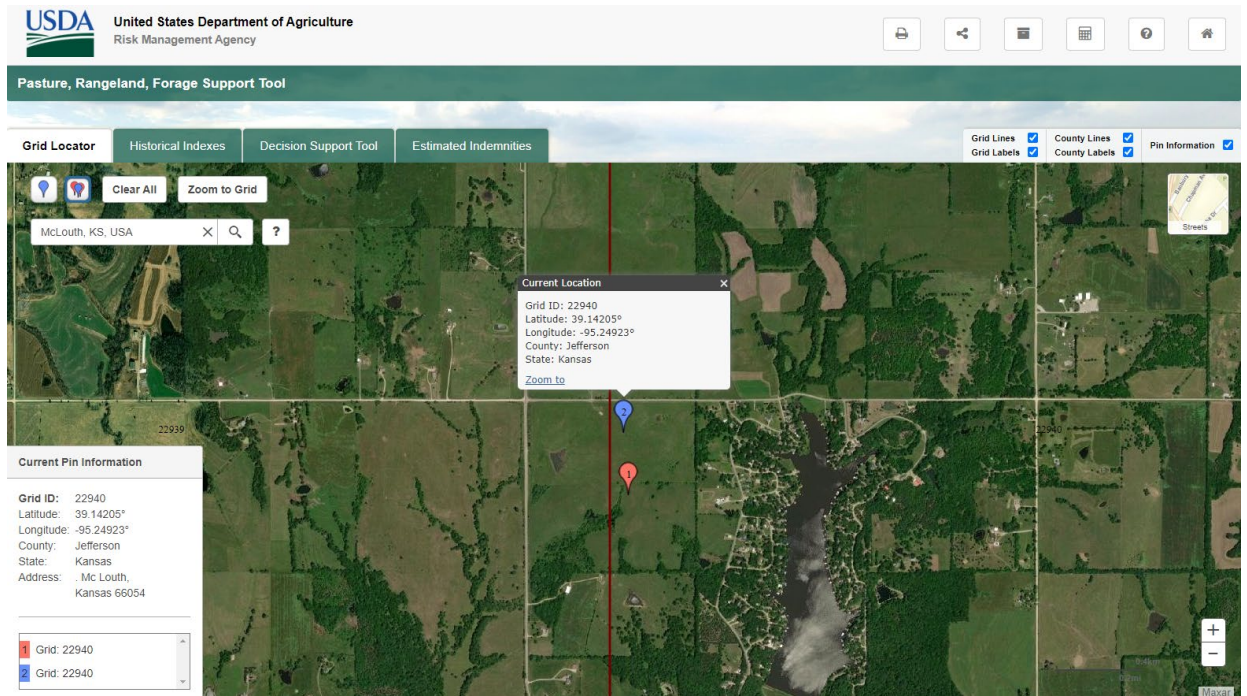 USDA
United States Department of Agriculture
Risk Management Agency
Pasture, Rangeland, Forage Support Tool
Grid Locator
Historical Indexes
Decision Support Tool
Estimated Indemnities
Grid Lines
County Lines
Pin Information
Grid Labels
County Labels
Clear All
Zoom to Grid
McLouth, KS, USA
?
Streets
Current Location
Grid ID: 22940
Latitude: 39.14205°
Longitude: -95.24923°
County: Jefferson
State: Kansas
Zoom to
2
1
22939
22940
Current Pin Information
Grid ID: 22940
Latitude: 39.14205°
Longitude: -95.24923°
County: Jefferson
State: Kansas
Address: . Mc Louth,
Kansas 66054
1 Grid: 22940
2 Grid: 22940
+
−
Maxar